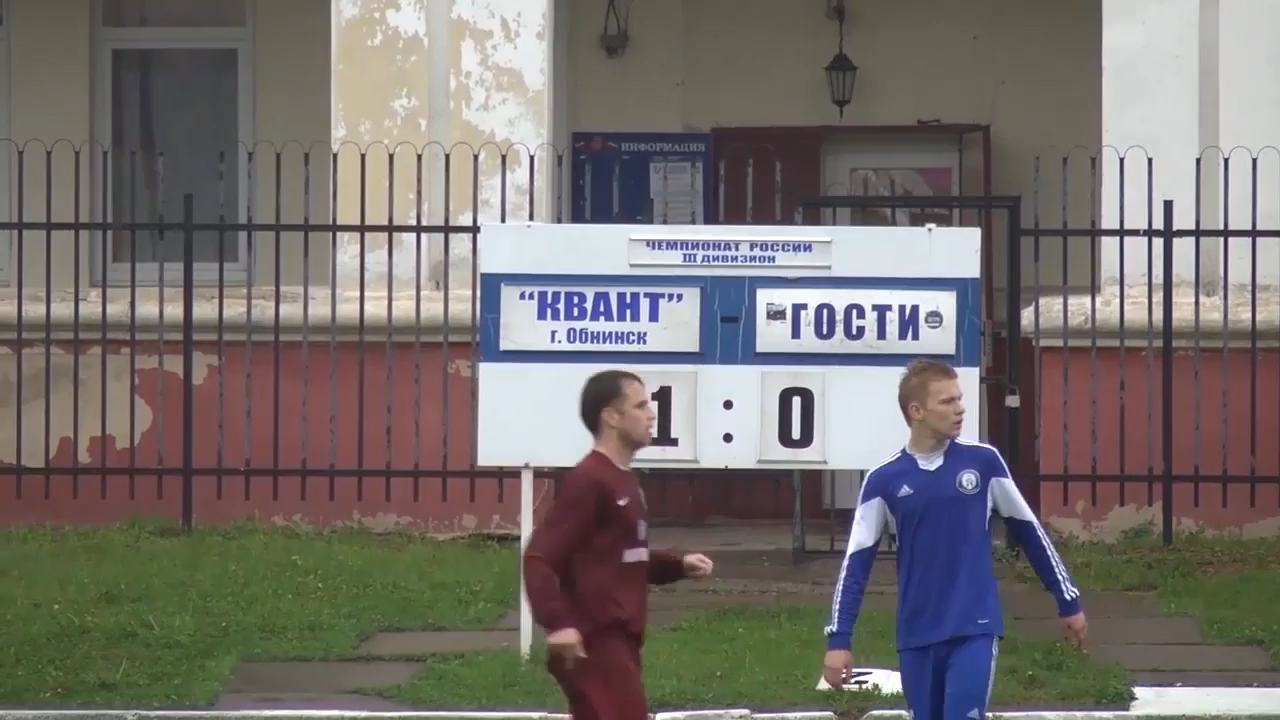 ИНФОРМАЦИЯ
ЧЕМПИОНАТ РОССИИ
III ДИВИЗИОН
“КВАНТ” - ГОСТИ
г. Обнинск
1 : 0